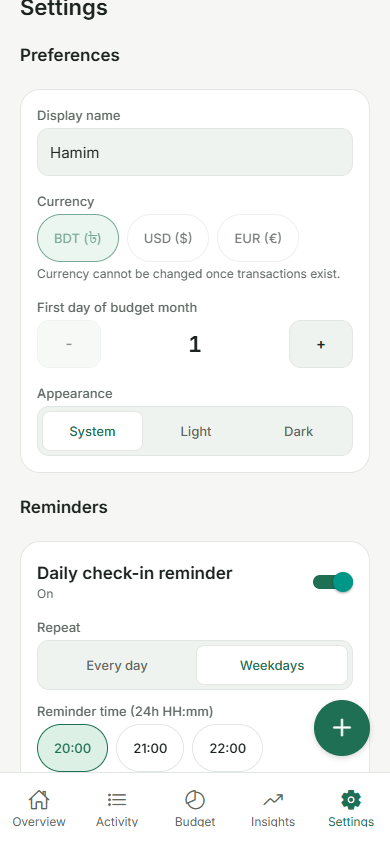 Settings
Preferences
Display name
Hamim
Currency
BDT (৳) USD ($) EUR (€)
Currency cannot be changed once transactions exist.
First day of budget month
- 1 +
Appearance
System Light Dark
Reminders
Daily check-in reminder
On
Repeat
Every day Weekdays
Reminder time (24h HH:mm)
20:00 21:00 22:00
Overview Activity Budget Insights Settings